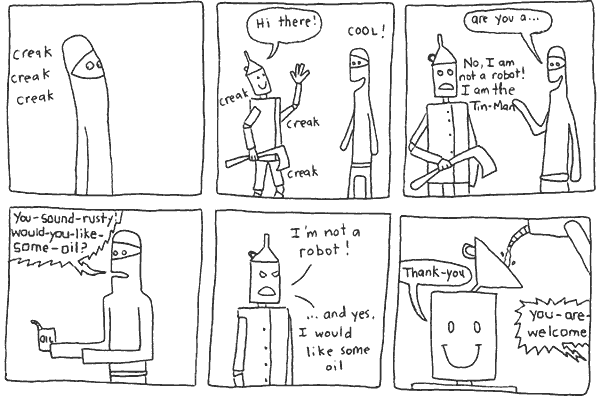 creak
creak
creak
Hi there!
COOL!
creak
creak
creak
are you a...
No, I am
not a robot!
I am the
Tin-Man
You-sound-rusty!
would-you-like-
some-oil?
OIL
I'm not a
robot!
... and yes,
I would
like some
oil
Thank-you
you-are-
welcome